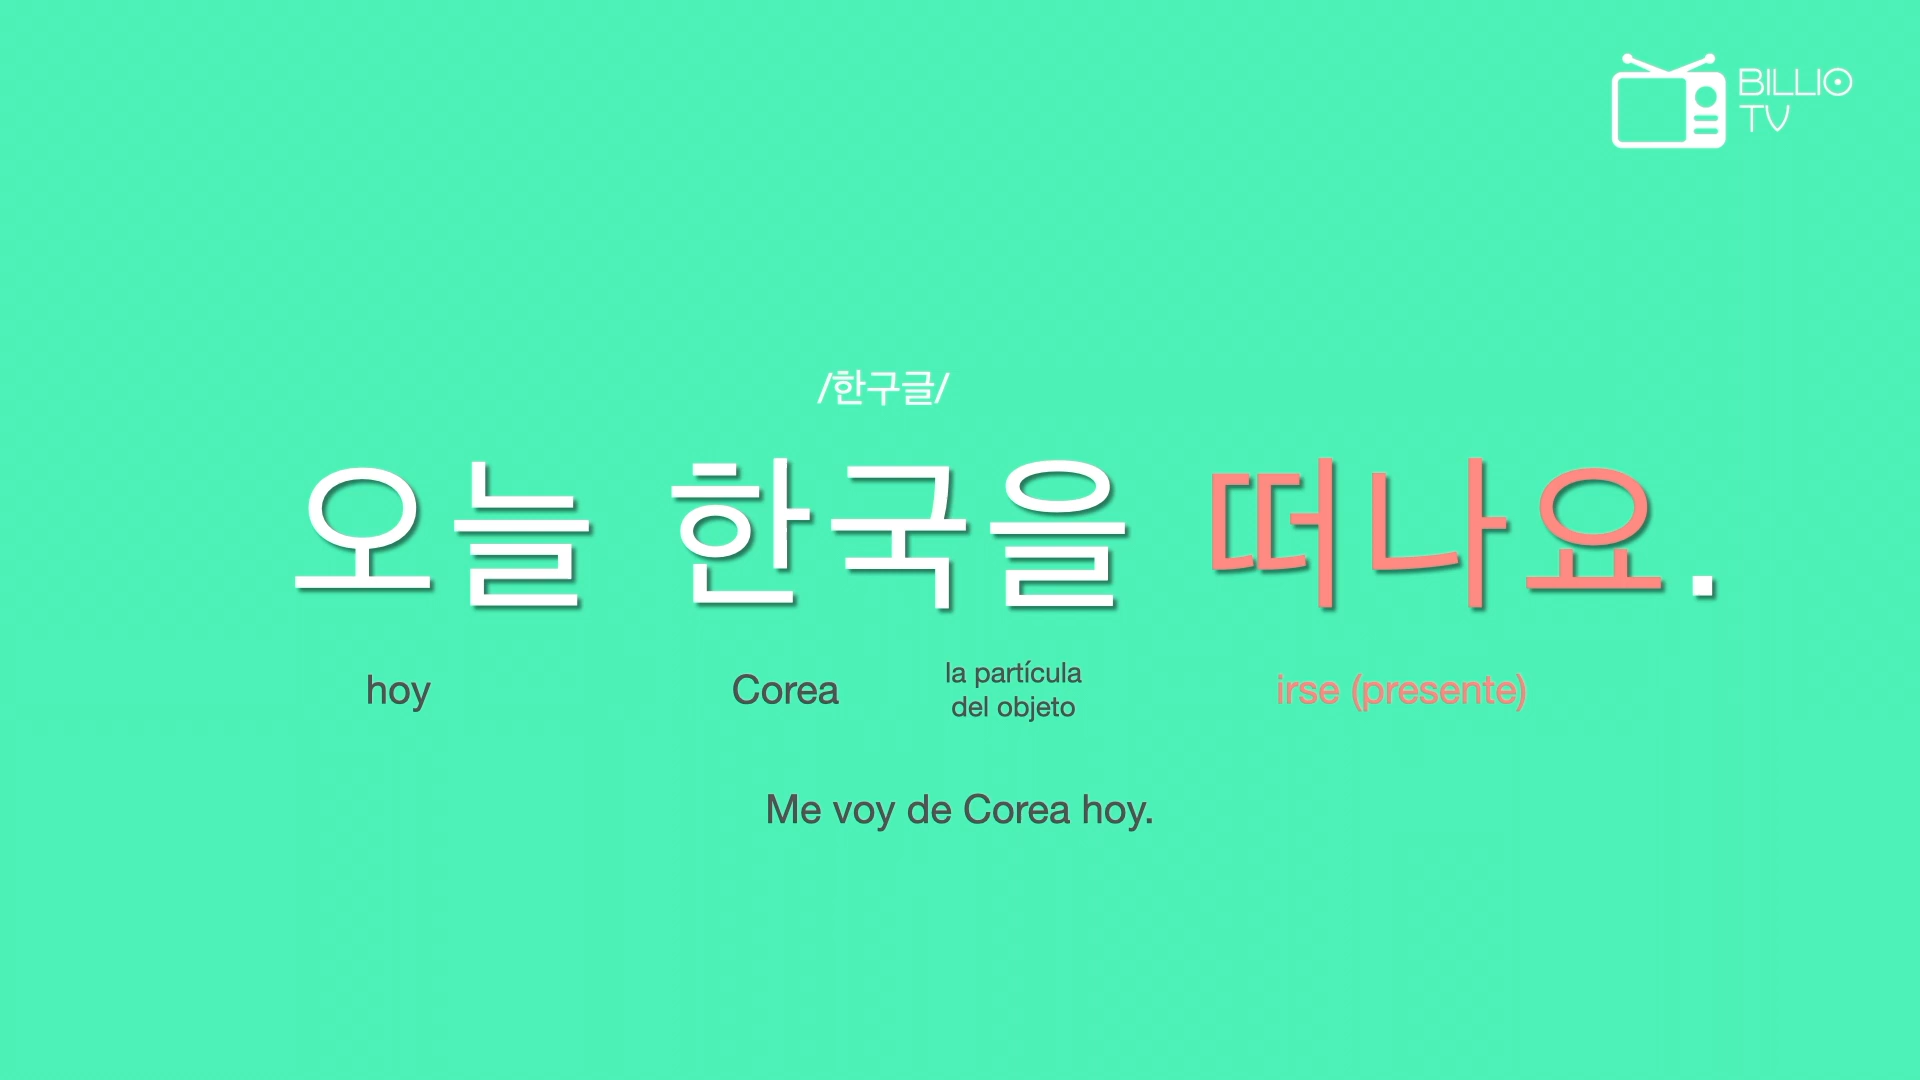 BILLIO
TV
/한구글/
오늘 한국을 떠나요.
hoy Corea la partícula del objeto irse (presente)
Me voy de Corea hoy.